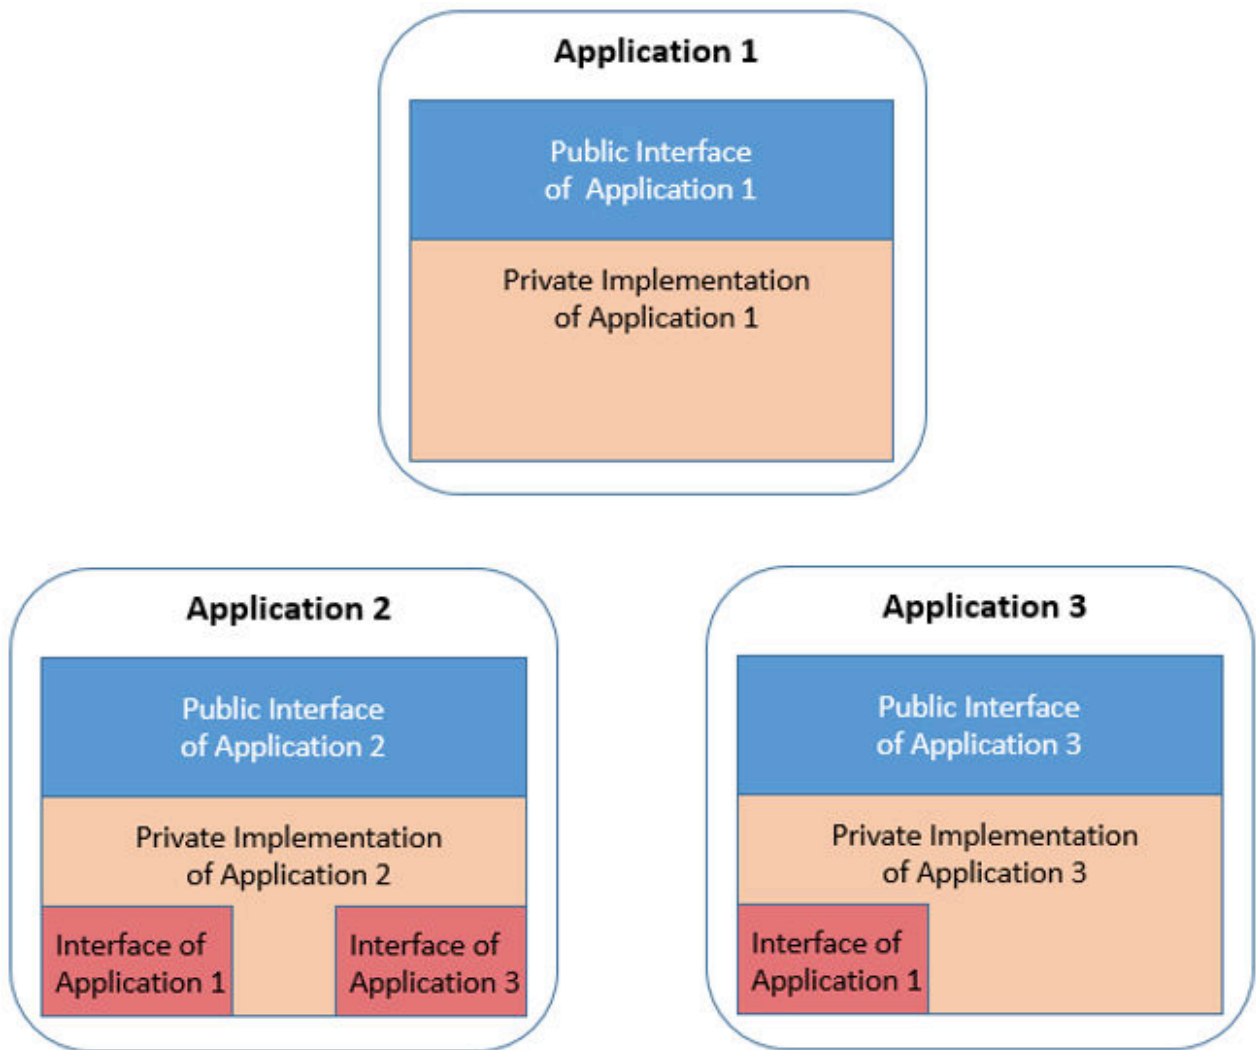 Application 1
Public Interface
of  Application 1
Private Implementation
of Application 1
Application 2
Public Interface
of Application 2
Private Implementation
of Application 2
Interface of
Application 1
Interface of
Application 3
Application 3
Public Interface
of Application 3
Private Implementation
of Application 3
Interface of
Application 1